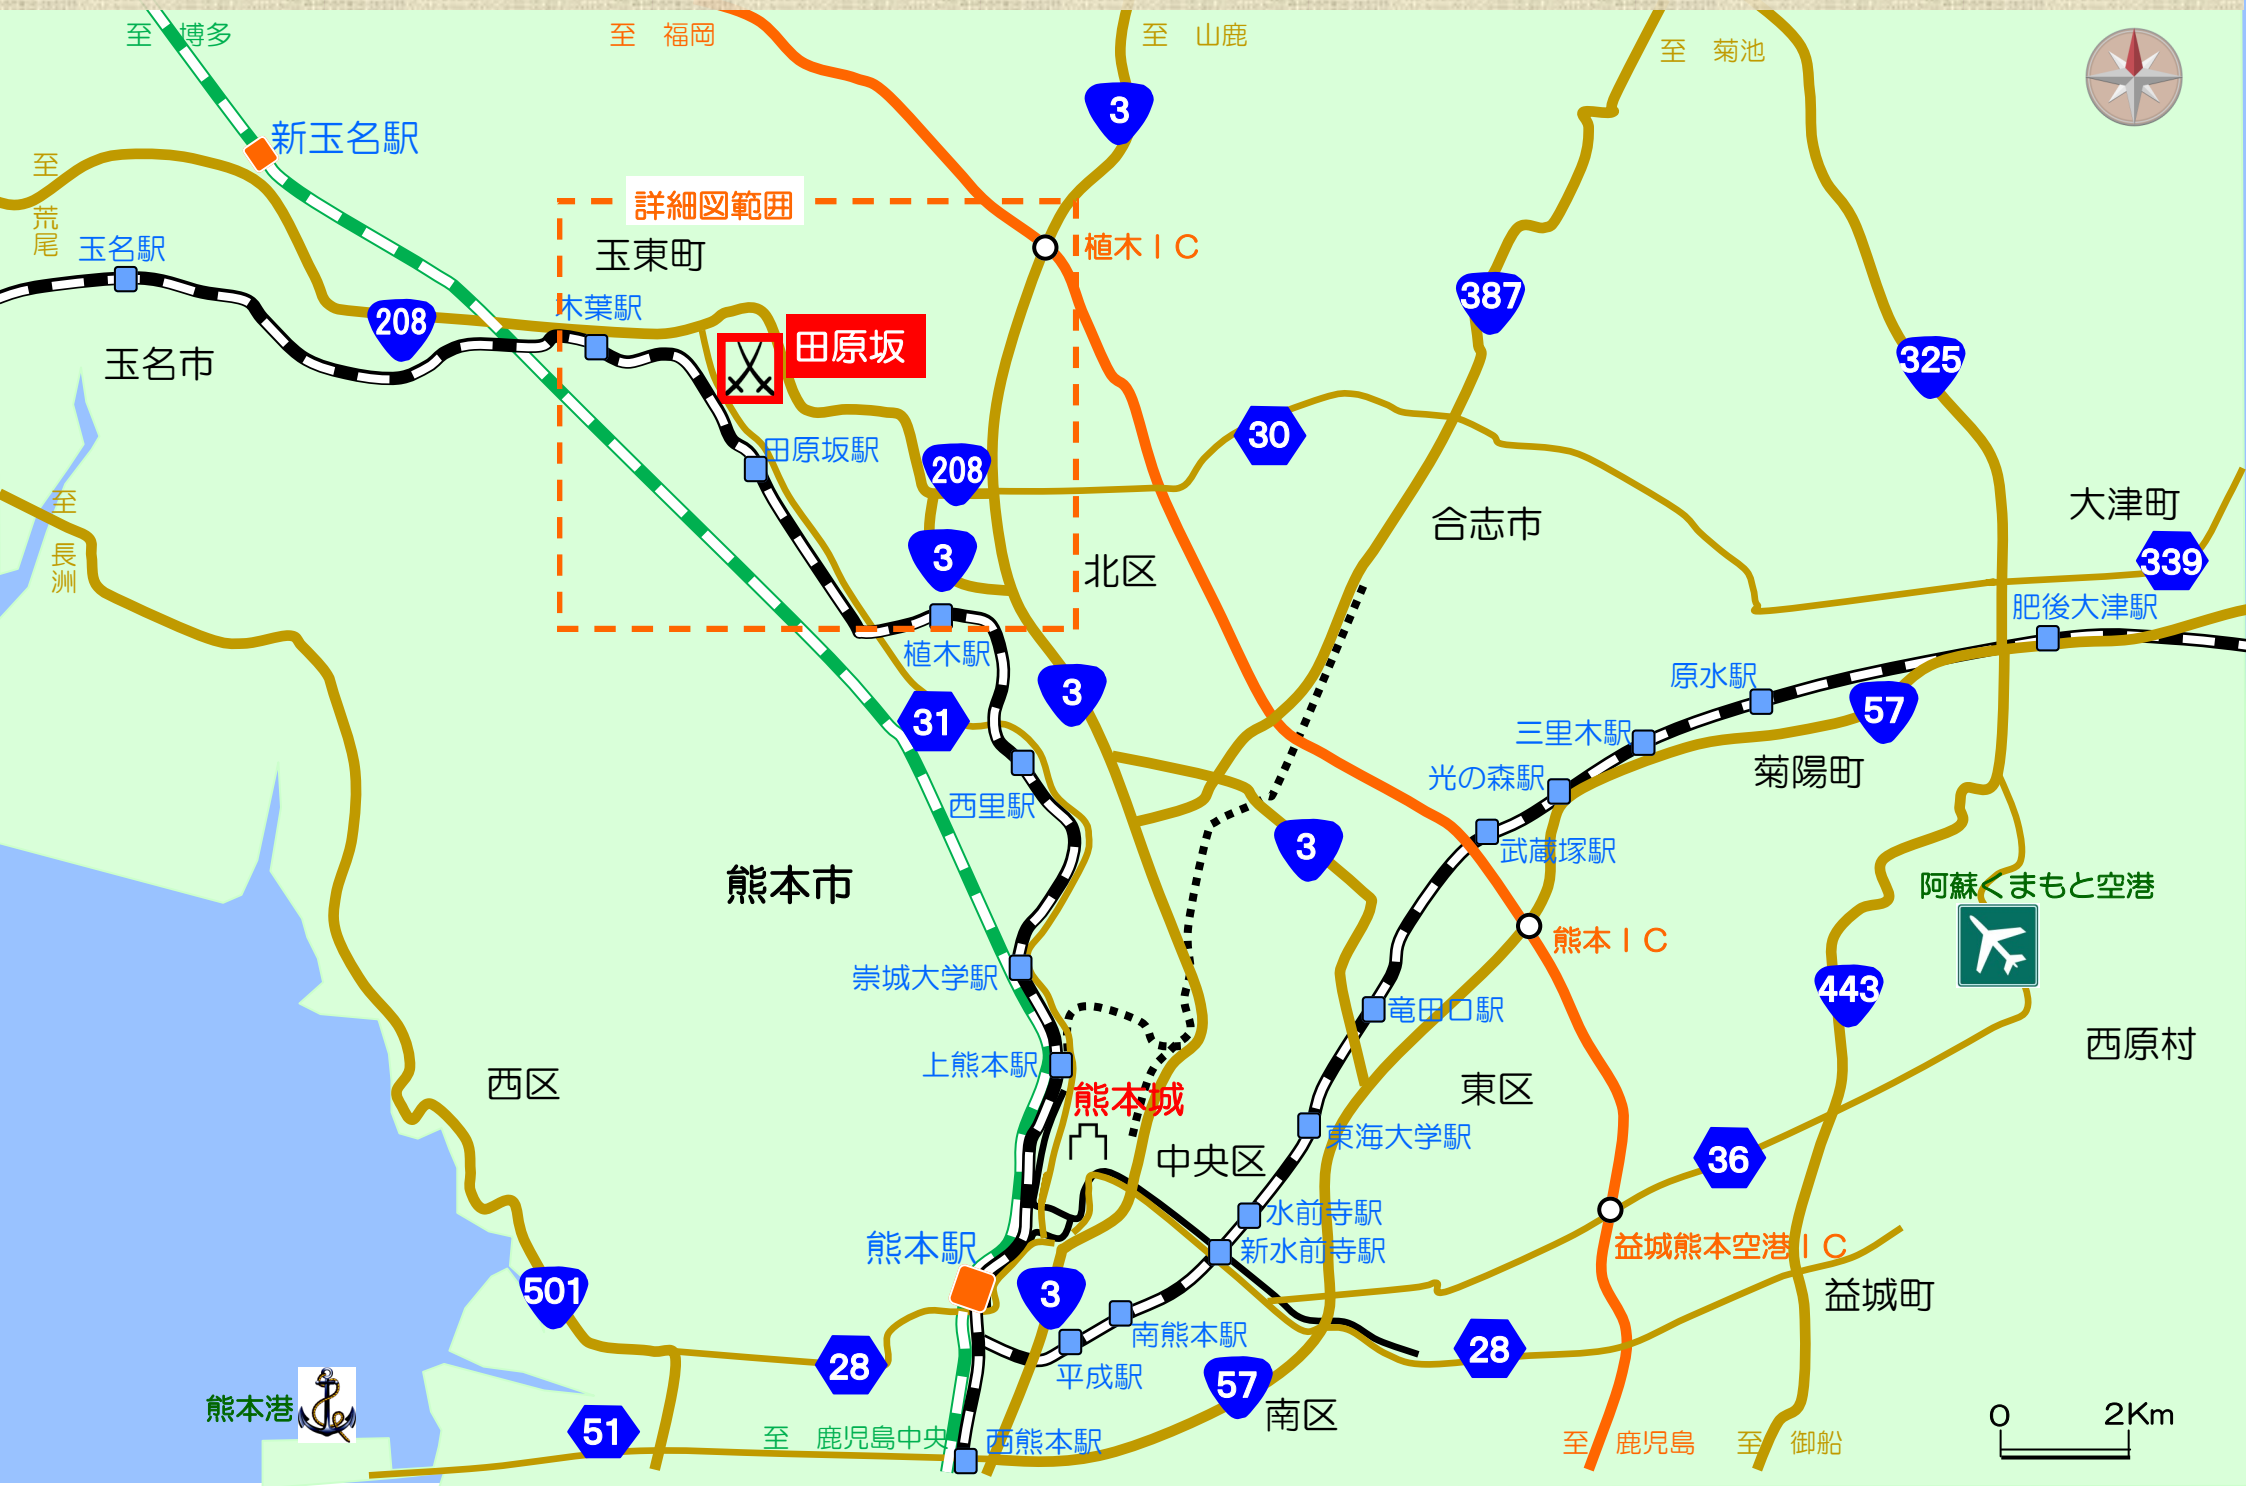 至　博多
至　福岡
至　山鹿
至　菊池
3
新玉名駅
至　荒尾
詳細図範囲
玉名駅
玉東町
植木ＩＣ
木葉駅
387
208
玉名市
田原坂
325
30
田原坂駅
208
至　長洲
合志市
大津町
3
北区
339
肥後大津駅
植木駅
原水駅
3
31
57
三里木駅
光の森駅
菊陽町
西里駅
3
武蔵塚駅
熊本市
阿蘇くまもと空港
熊本ＩＣ
崇城大学駅
443
竜田口駅
西原村
上熊本駅
西区
熊本城
東区
東海大学駅
中央区
36
水前寺駅
熊本駅
新水前寺駅
益城熊本空港ＩＣ
501
3
益城町
南熊本駅
28
28
平成駅
57
熊本港
南区
0
2Km
51
至　鹿児島中央
西熊本駅
至　鹿児島
至　御船